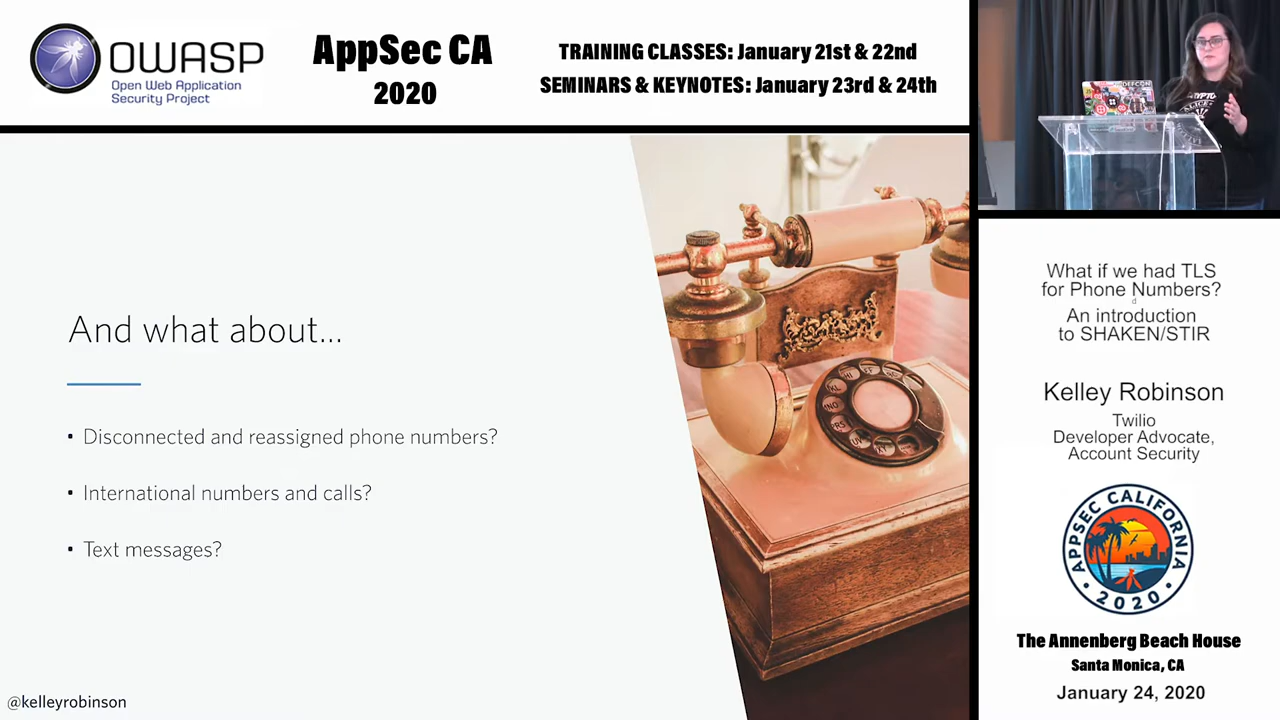 OWASP
Open Web Application
Security Project
AppSec CA
2020
TRAINING CLASSES: January 21st & 22nd
SEMINARS & KEYNOTES: January 23rd & 24th
And what about...
• Disconnected and reassigned phone numbers?
• International numbers and calls?
• Text messages?
@kelleyrobinson
What if we had TLS
for Phone Numbers?
d
An introduction
to SHAKEN/STIR
Kelley Robinson
Twilio
Developer Advocate,
Account Security
APPSEC CALIFORNIA
• 2020 •
The Annenberg Beach House
Santa Monica, CA
January 24, 2020